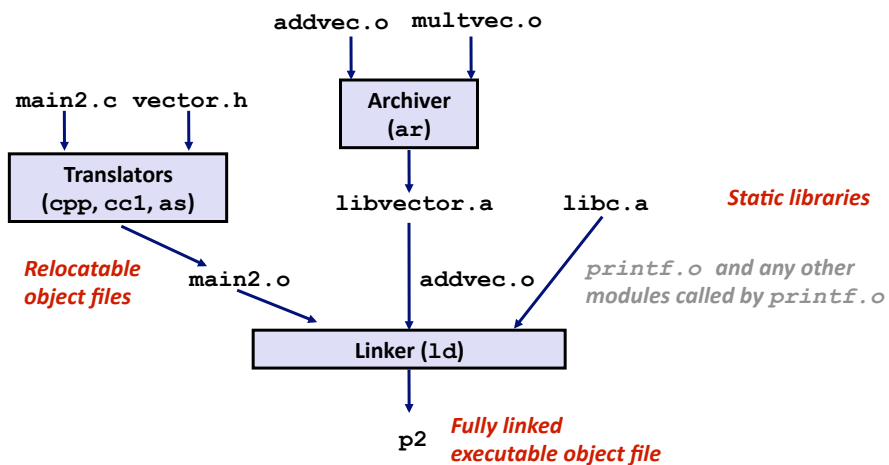 addvec.o multvec.o
main2.c vector.h
Archiver
(ar)
Translators
(cpp, cc1, as)
libvector.a
libc.a
Static libraries
Relocatable
object files
main2.o
addvec.o
printf.o and any other
modules called by printf.o
Linker (ld)
p2
Fully linked
executable object file